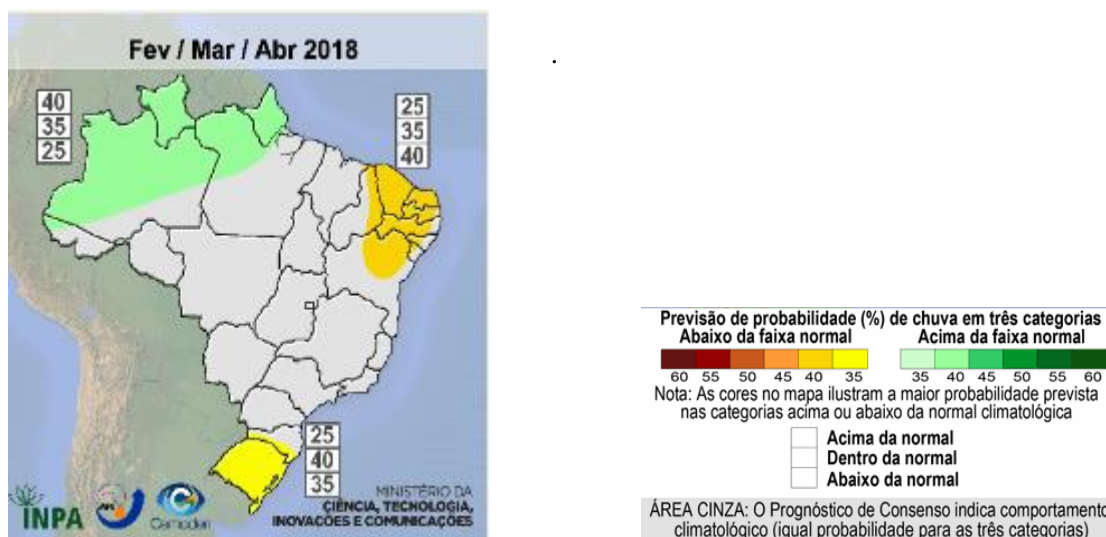 Fev / Mar / Abr 2018
.
40
35
25
25
35
40
25
40
35
INPA
Cemaden
MINISTÉRIO DA
CIÊNCIA, TECNOLOGIA,
INOVAÇÕES E COMUNICAÇÕES
Previsão de probabilidade (%) de chuva em três categorias
Abaixo da faixa normal Acima da faixa normal
60 55 50 45 40 35 35 40 45 50 55 60
Nota: As cores no mapa ilustram a maior probabilidade prevista
nas categorias acima ou abaixo da normal climatológica
Acima da normal
Dentro da normal
Abaixo da normal
ÁREA CINZA: O Prognóstico de Consenso indica comportamento
climatológico (igual probabilidade para as três categorias)